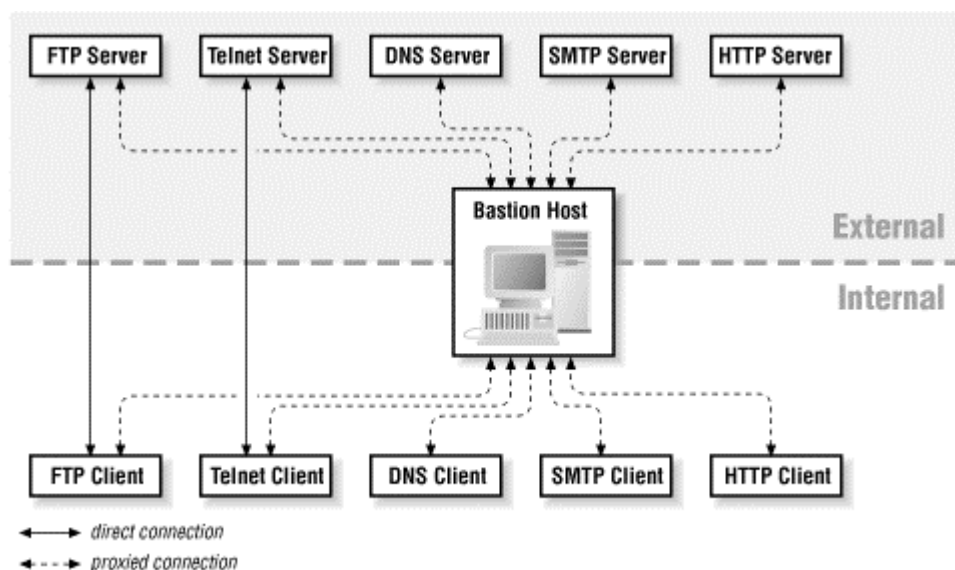 FTP Server
Telnet Server
DNS Server
SMTP Server
HTTP Server
Bastion Host
External
Internal
FTP Client
Telnet Client
DNS Client
SMTP Client
HTTP Client
direct connection
proxied connection